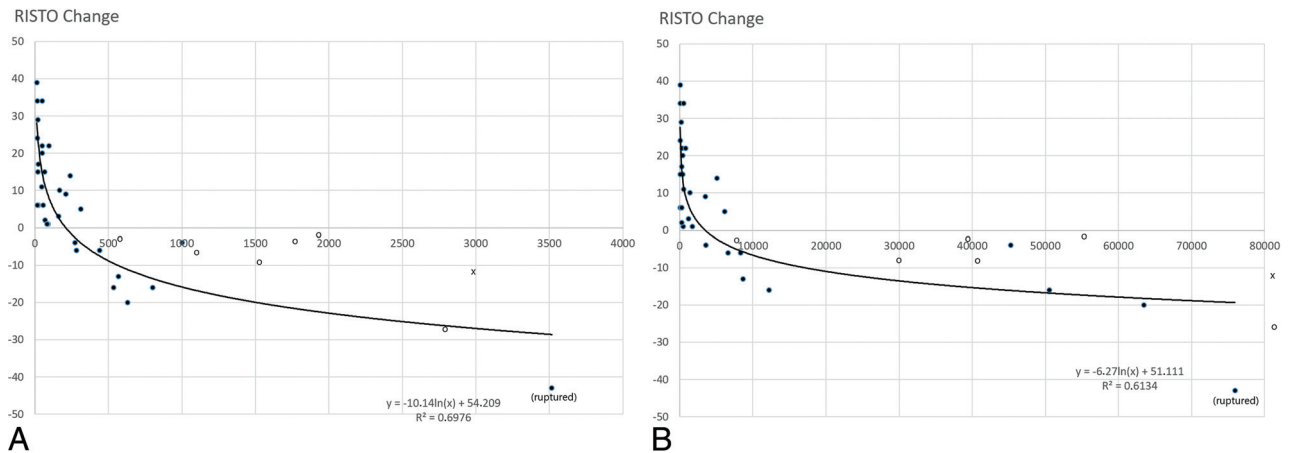 RISTO Change
50
40
30
20
10
0
-10
-20
-30
-40
-50
0 500 1000 1500 2000 2500 3000 3500 4000
x
y = -10.14ln(x) + 54.209
R² = 0.6976
(ruptured)
A
RISTO Change
50
40
30
20
10
0
-10
-20
-30
-40
-50
0 10000 20000 30000 40000 50000 60000 70000 80000
x
y = -6.27ln(x) + 51.111
R² = 0.6134
(ruptured)
B